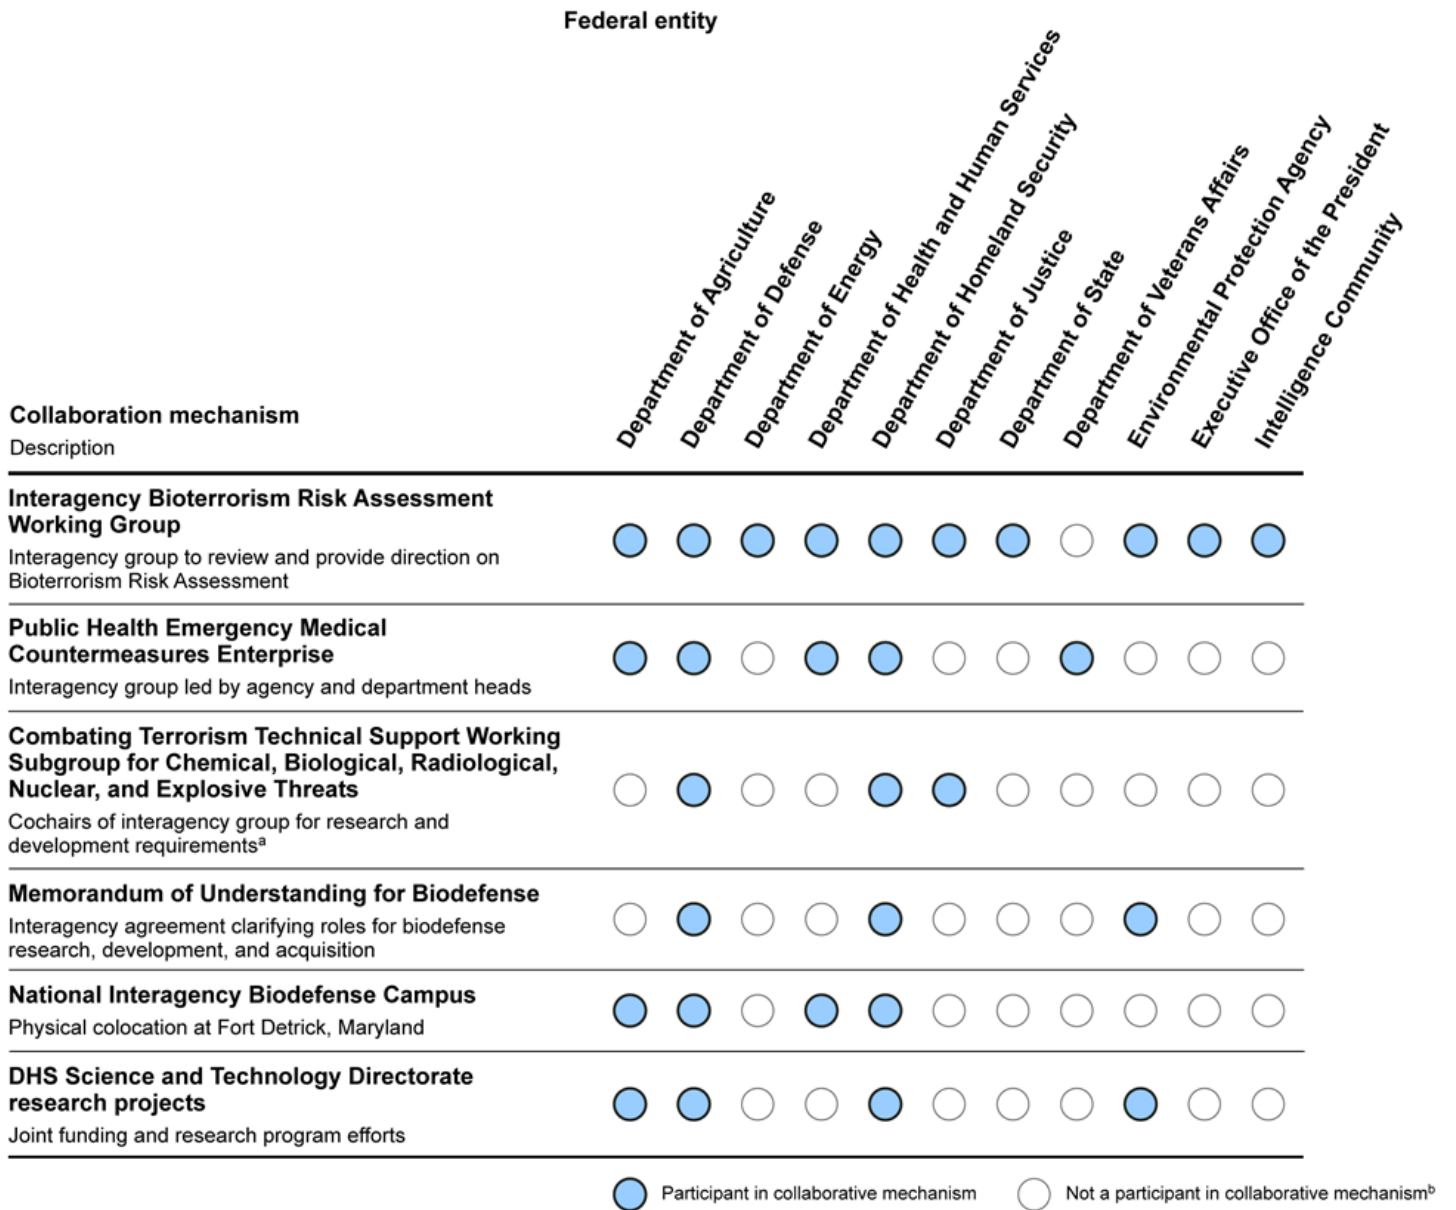 Federal entity
Department of Agriculture
Department of Defense
Department of Energy
Department of Health and Human Services
Department of Homeland Security
Department of Justice
Department of State
Department of Veterans Affairs
Environmental Protection Agency
Executive Office of the President
Intelligence Community
Collaboration mechanism
Description
Interagency Bioterrorism Risk Assessment
Working Group
Interagency group to review and provide direction on
Bioterrorism Risk Assessment
Public Health Emergency Medical
Countermeasures Enterprise
Interagency group led by agency and department heads
Combating Terrorism Technical Support Working
Subgroup for Chemical, Biological, Radiological,
Nuclear, and Explosive Threats
Cochairs of interagency group for research and
development requirementsª
Memorandum of Understanding for Biodefense
Interagency agreement clarifying roles for biodefense
research, development, and acquisition
National Interagency Biodefense Campus
Physical colocation at Fort Detrick, Maryland
DHS Science and Technology Directorate
research projects
Joint funding and research program efforts
Participant in collaborative mechanism
Not a participant in collaborative mechanismᵇ